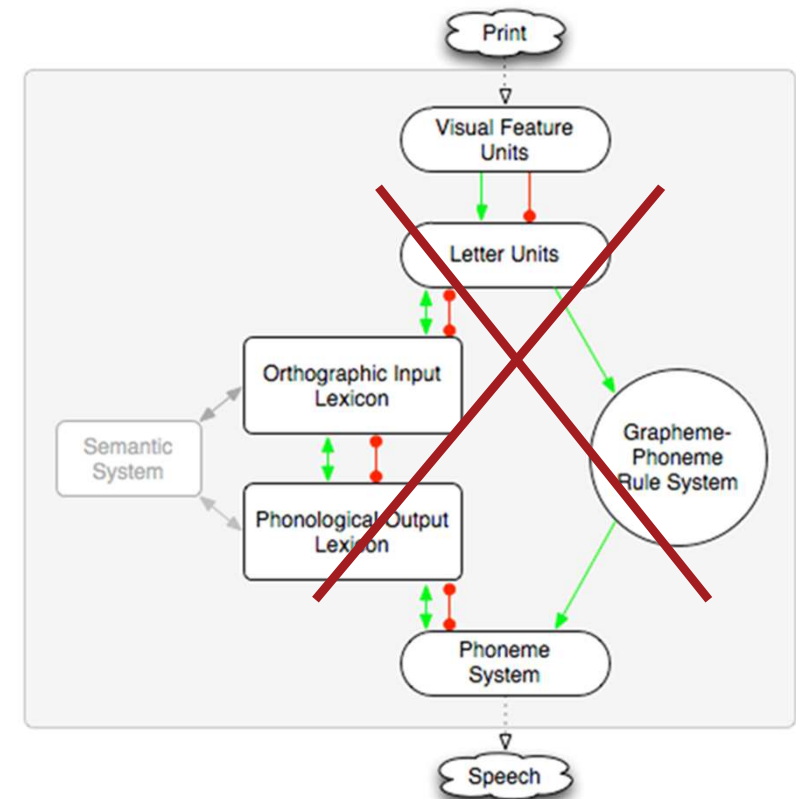 Print
Visual Feature
Units
Letter Units
Orthographic Input
Lexicon
Semantic
System
Grapheme-
Phoneme
Rule System
Phonological Output
Lexicon
Phoneme
System
Speech